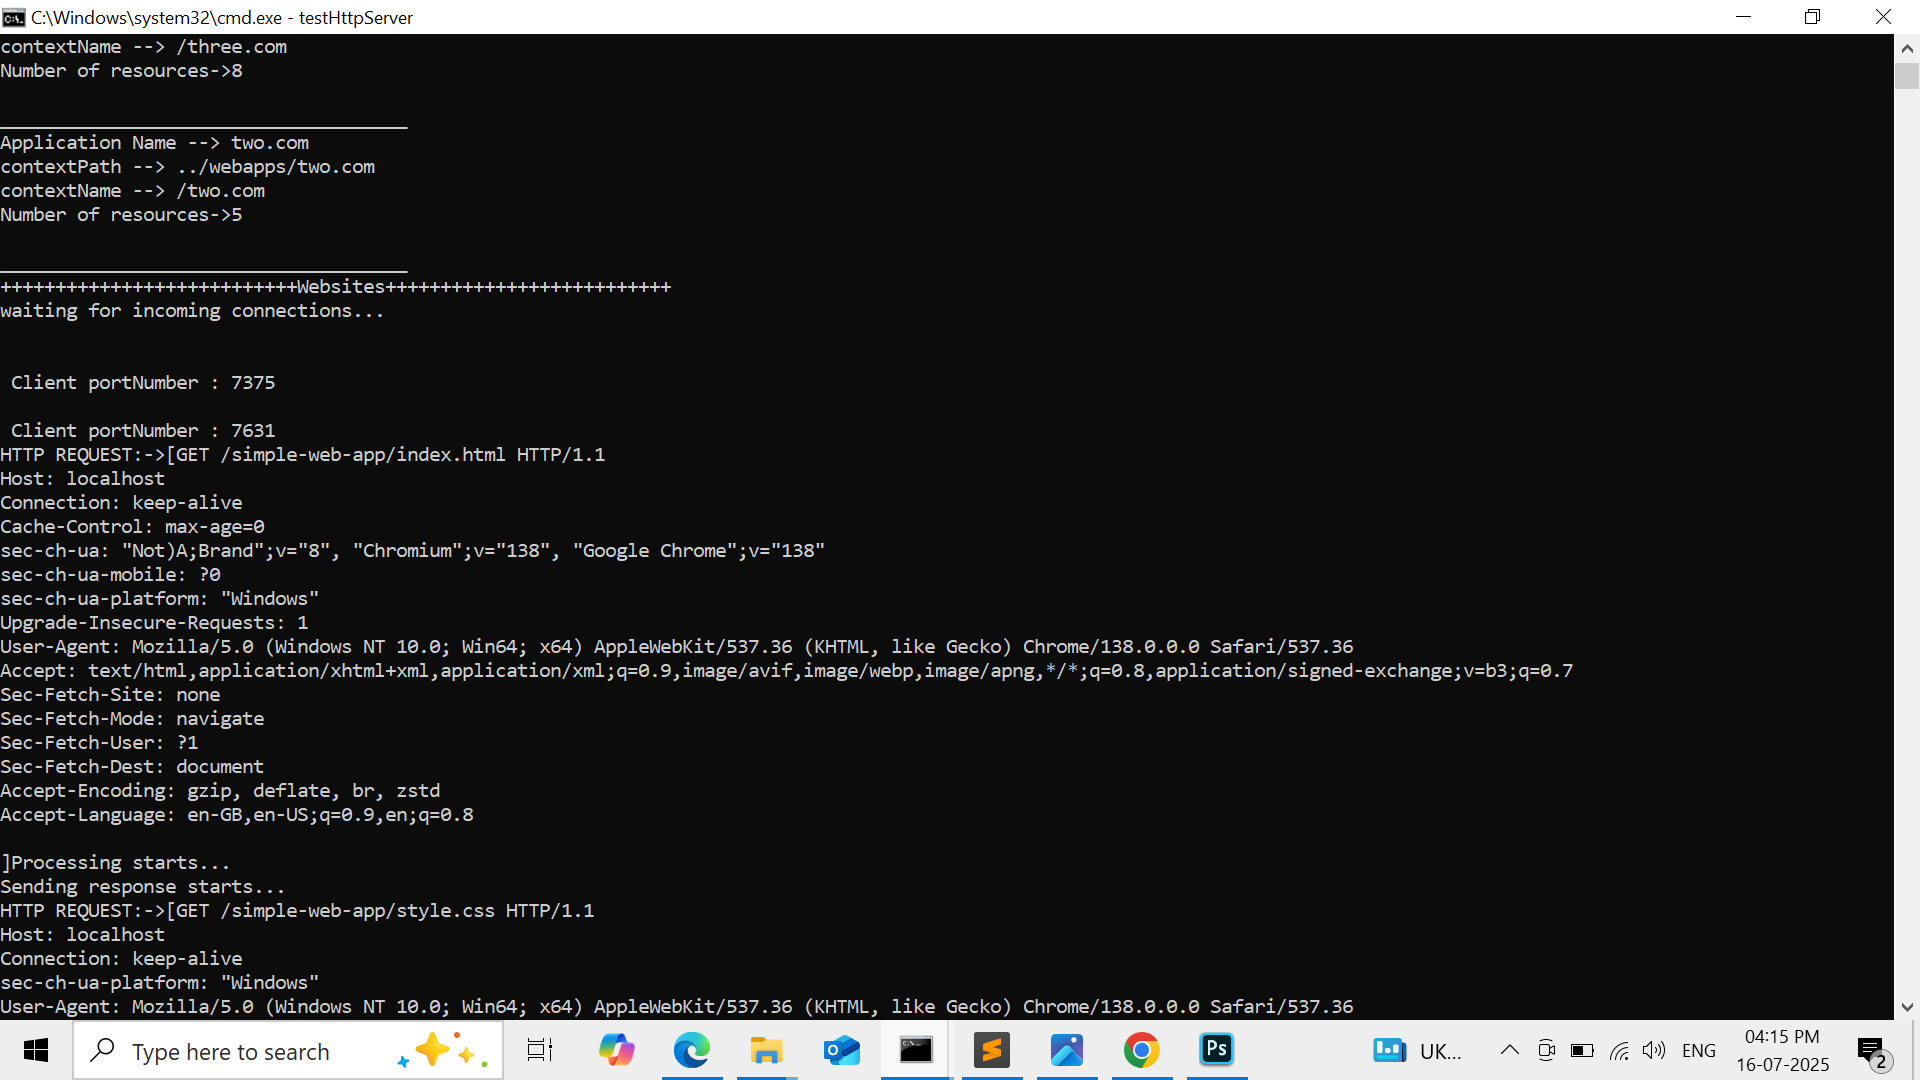 C:\Windows\system32\cmd.exe - testHttpServer
contextName --> /three.com
Number of resources->8
_____________________________________
Application Name --> two.com
contextPath --> ../webapps/two.com
contextName --> /two.com
Number of resources->5
_____________________________________
+++++++++++++++++++++++++++Websites++++++++++++++++++++++++++
waiting for incoming connections...
Client portNumber : 7375
Client portNumber : 7631
HTTP REQUEST:->[GET /simple-web-app/index.html HTTP/1.1
Host: localhost
Connection: keep-alive
Cache-Control: max-age=0
sec-ch-ua: "Not)A;Brand";v="8", "Chromium";v="138", "Google Chrome";v="138"
sec-ch-ua-mobile: ?0
sec-ch-ua-platform: "Windows"
Upgrade-Insecure-Requests: 1
User-Agent: Mozilla/5.0 (Windows NT 10.0; Win64; x64) AppleWebKit/537.36 (KHTML, like Gecko) Chrome/138.0.0.0 Safari/537.36
Accept: text/html,application/xhtml+xml,application/xml;q=0.9,image/avif,image/webp,image/apng,*/*;q=0.8,application/signed-exchange;v=b3;q=0.7
Sec-Fetch-Site: none
Sec-Fetch-Mode: navigate
Sec-Fetch-User: ?1
Sec-Fetch-Dest: document
Accept-Encoding: gzip, deflate, br, zstd
Accept-Language: en-GB,en-US;q=0.9,en;q=0.8
]Processing starts...
Sending response starts...
HTTP REQUEST:->[GET /simple-web-app/style.css HTTP/1.1
Host: localhost
Connection: keep-alive
sec-ch-ua-platform: "Windows"
User-Agent: Mozilla/5.0 (Windows NT 10.0; Win64; x64) AppleWebKit/537.36 (KHTML, like Gecko) Chrome/138.0.0.0 Safari/537.36
Type here to search
Ps
UK...
ENG
04:15 PM
16-07-2025
2